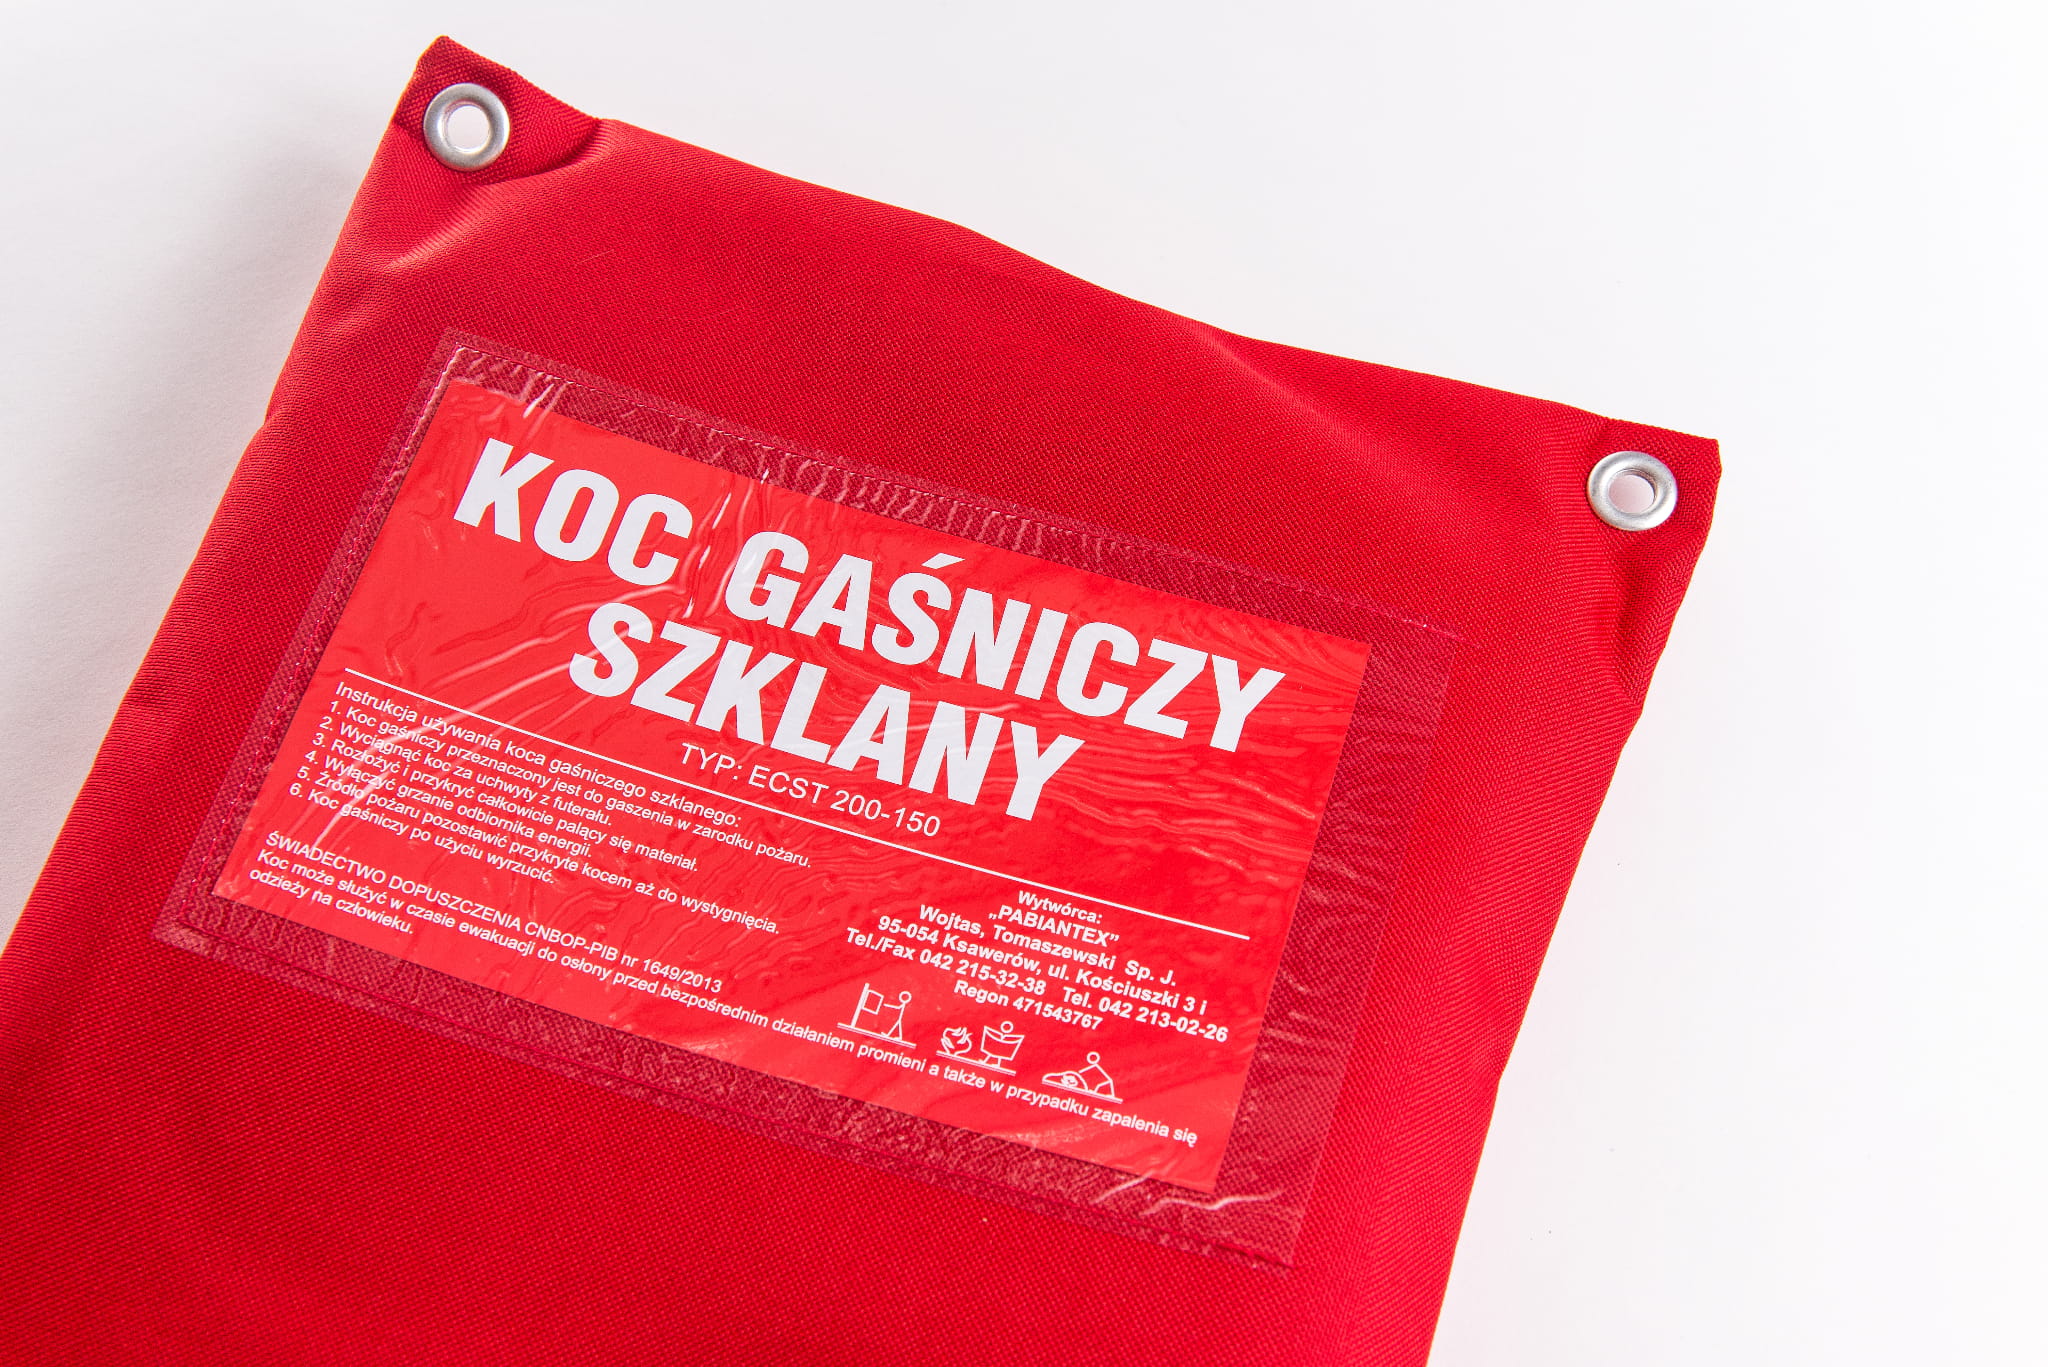 KOC GAŚNICZY
SZKLANY
TYP: ECST 200-150
Instrukcja używania koca gaśniczego szklanego:
1. Koc gaśniczy przeznaczony jest do gaszenia w zarodku pożaru.
2. Wyciągnąć koc za uchwyty z futerału.
3. Rozłożyć i przykryć całkowicie palący się materiał.
4. Wyłączyć grzanie odbiornika energii.
5. Źródło pożaru pozostawić przykryte kocem aż do wystygnięcia.
6. Koc gaśniczy po użyciu wyrzucić.
Wytwórca:
„PABIANTEX”
Wojtas, Tomaszewski Sp. J.
95-054 Ksawerów, ul. Kościuszki 3 i
Tel./Fax 042 215-32-38 Tel. 042 213-02-26
Regon 471543767
ŚWIADECTWO DOPUSZCZENIA CNBOP-PIB nr 1649/2013
Koc może służyć w czasie ewakuacji do osłony przed bezpośrednim działaniem promieni a także w przypadku zapalenia się
odzieży na człowieku.